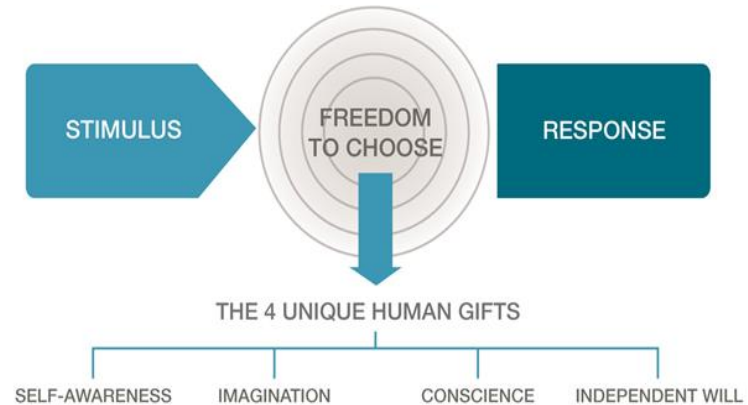 STIMULUS
FREEDOM
TO CHOOSE
RESPONSE
THE 4 UNIQUE HUMAN GIFTS
SELF-AWARENESS
IMAGINATION
CONSCIENCE
INDEPENDENT WILL